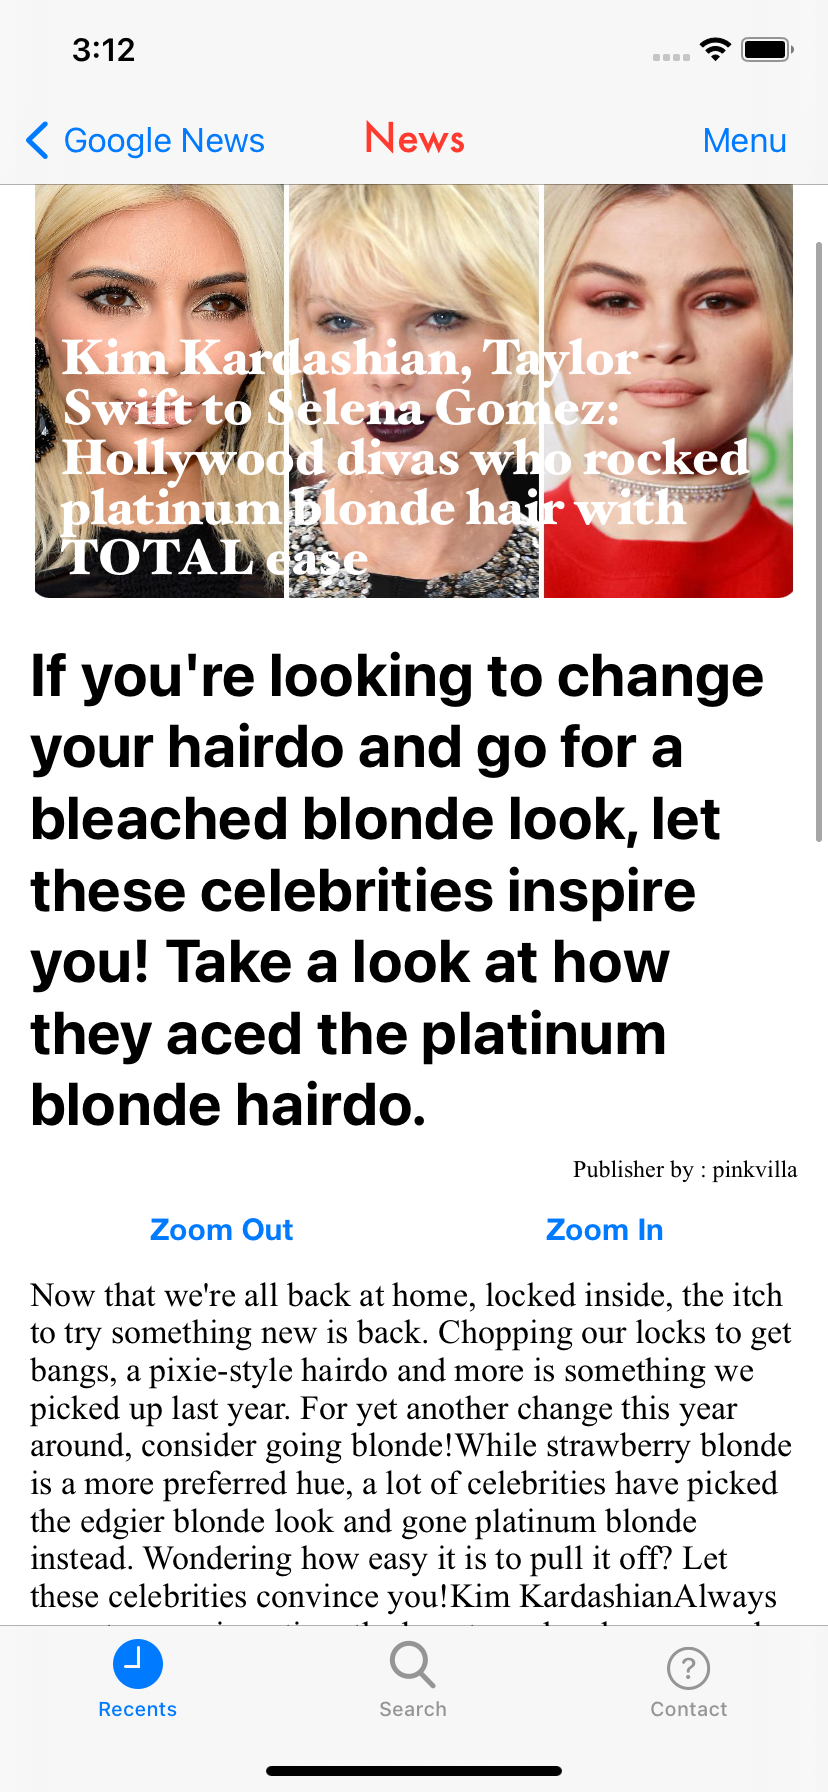 3:12
Google News
News
Menu
Kim Kardashian, Taylor
Swift to Selena Gomez:
Hollywood divas who rocked
platinum blonde hair with
TOTAL ease
If you're looking to change
your hairdo and go for a
bleached blonde look, let
these celebrities inspire
you! Take a look at how
they aced the platinum
blonde hairdo.
Publisher by : pinkvilla
Zoom Out
Zoom In
Now that we're all back at home, locked inside, the itch
to try something new is back. Chopping our locks to get
bangs, a pixie-style hairdo and more is something we
picked up last year. For yet another change this year
around, consider going blonde!While strawberry blonde
is a more preferred hue, a lot of celebrities have picked
the edgier blonde look and gone platinum blonde
instead. Wondering how easy it is to pull it off? Let
these celebrities convince you!Kim KardashianAlways
Recents
Search
Contact